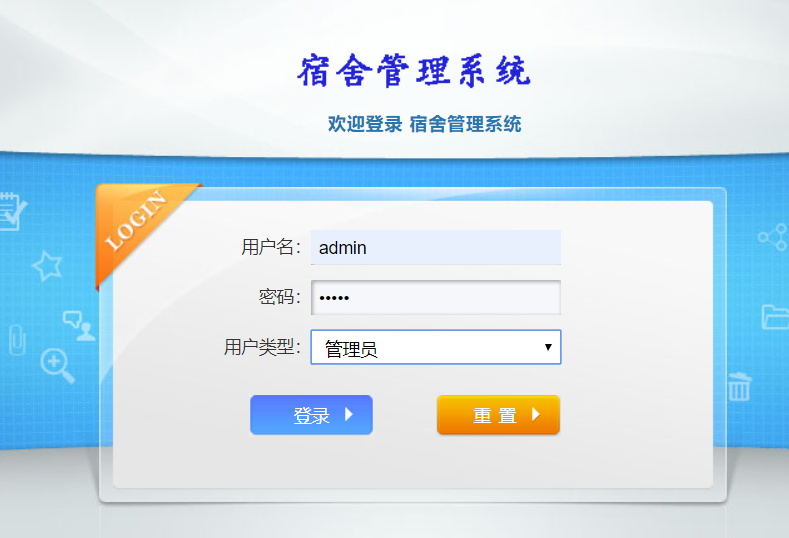 宿舍管理系统
欢迎登录 宿舍管理系统
LOGIN
用户名： admin
密码： •••••
用户类型： 管理员
登录 重 置